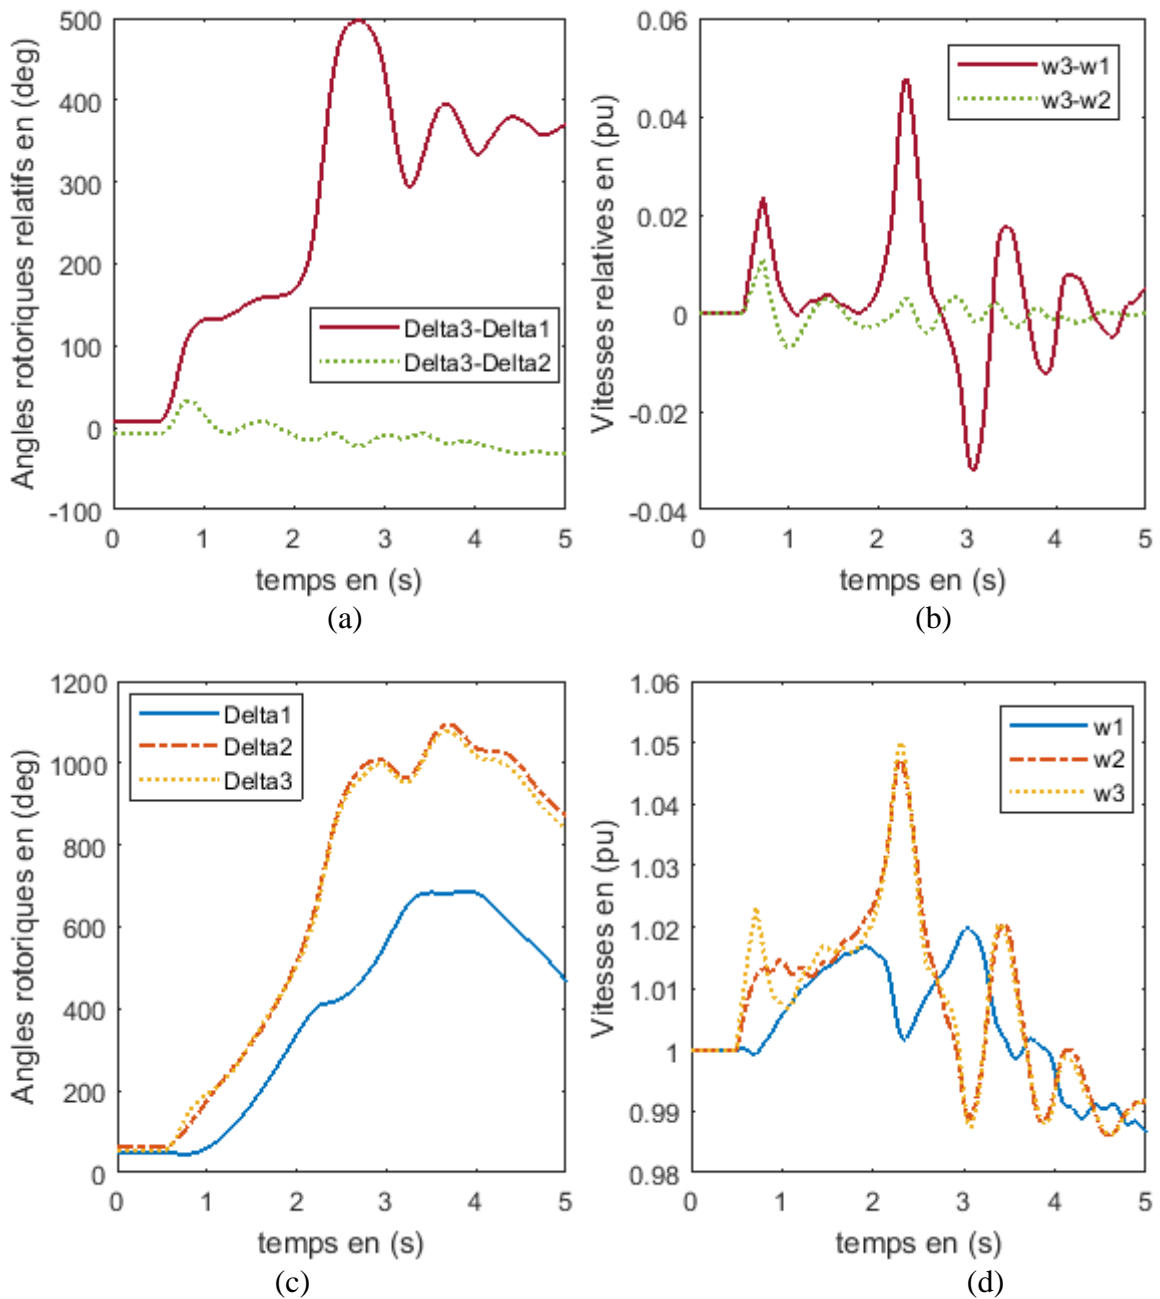 500
400
300
200
100
0
-100
Angles rotoriques relatifs en (deg)
Delta3-Delta1
Delta3-Delta2
0 1 2 3 4 5
temps en (s)
(a)
0.06
0.04
0.02
0
-0.02
-0.04
Vitesses relatives en (pu)
w3-w1
w3-w2
0 1 2 3 4 5
temps en (s)
(b)
1200
1000
800
600
400
200
0
Angles rotoriques en (deg)
Delta1
Delta2
Delta3
0 1 2 3 4 5
temps en (s)
(c)
1.06
1.05
1.04
1.03
1.02
1.01
1
0.99
0.98
Vitesses en (pu)
w1
w2
w3
0 1 2 3 4 5
temps en (s)
(d)